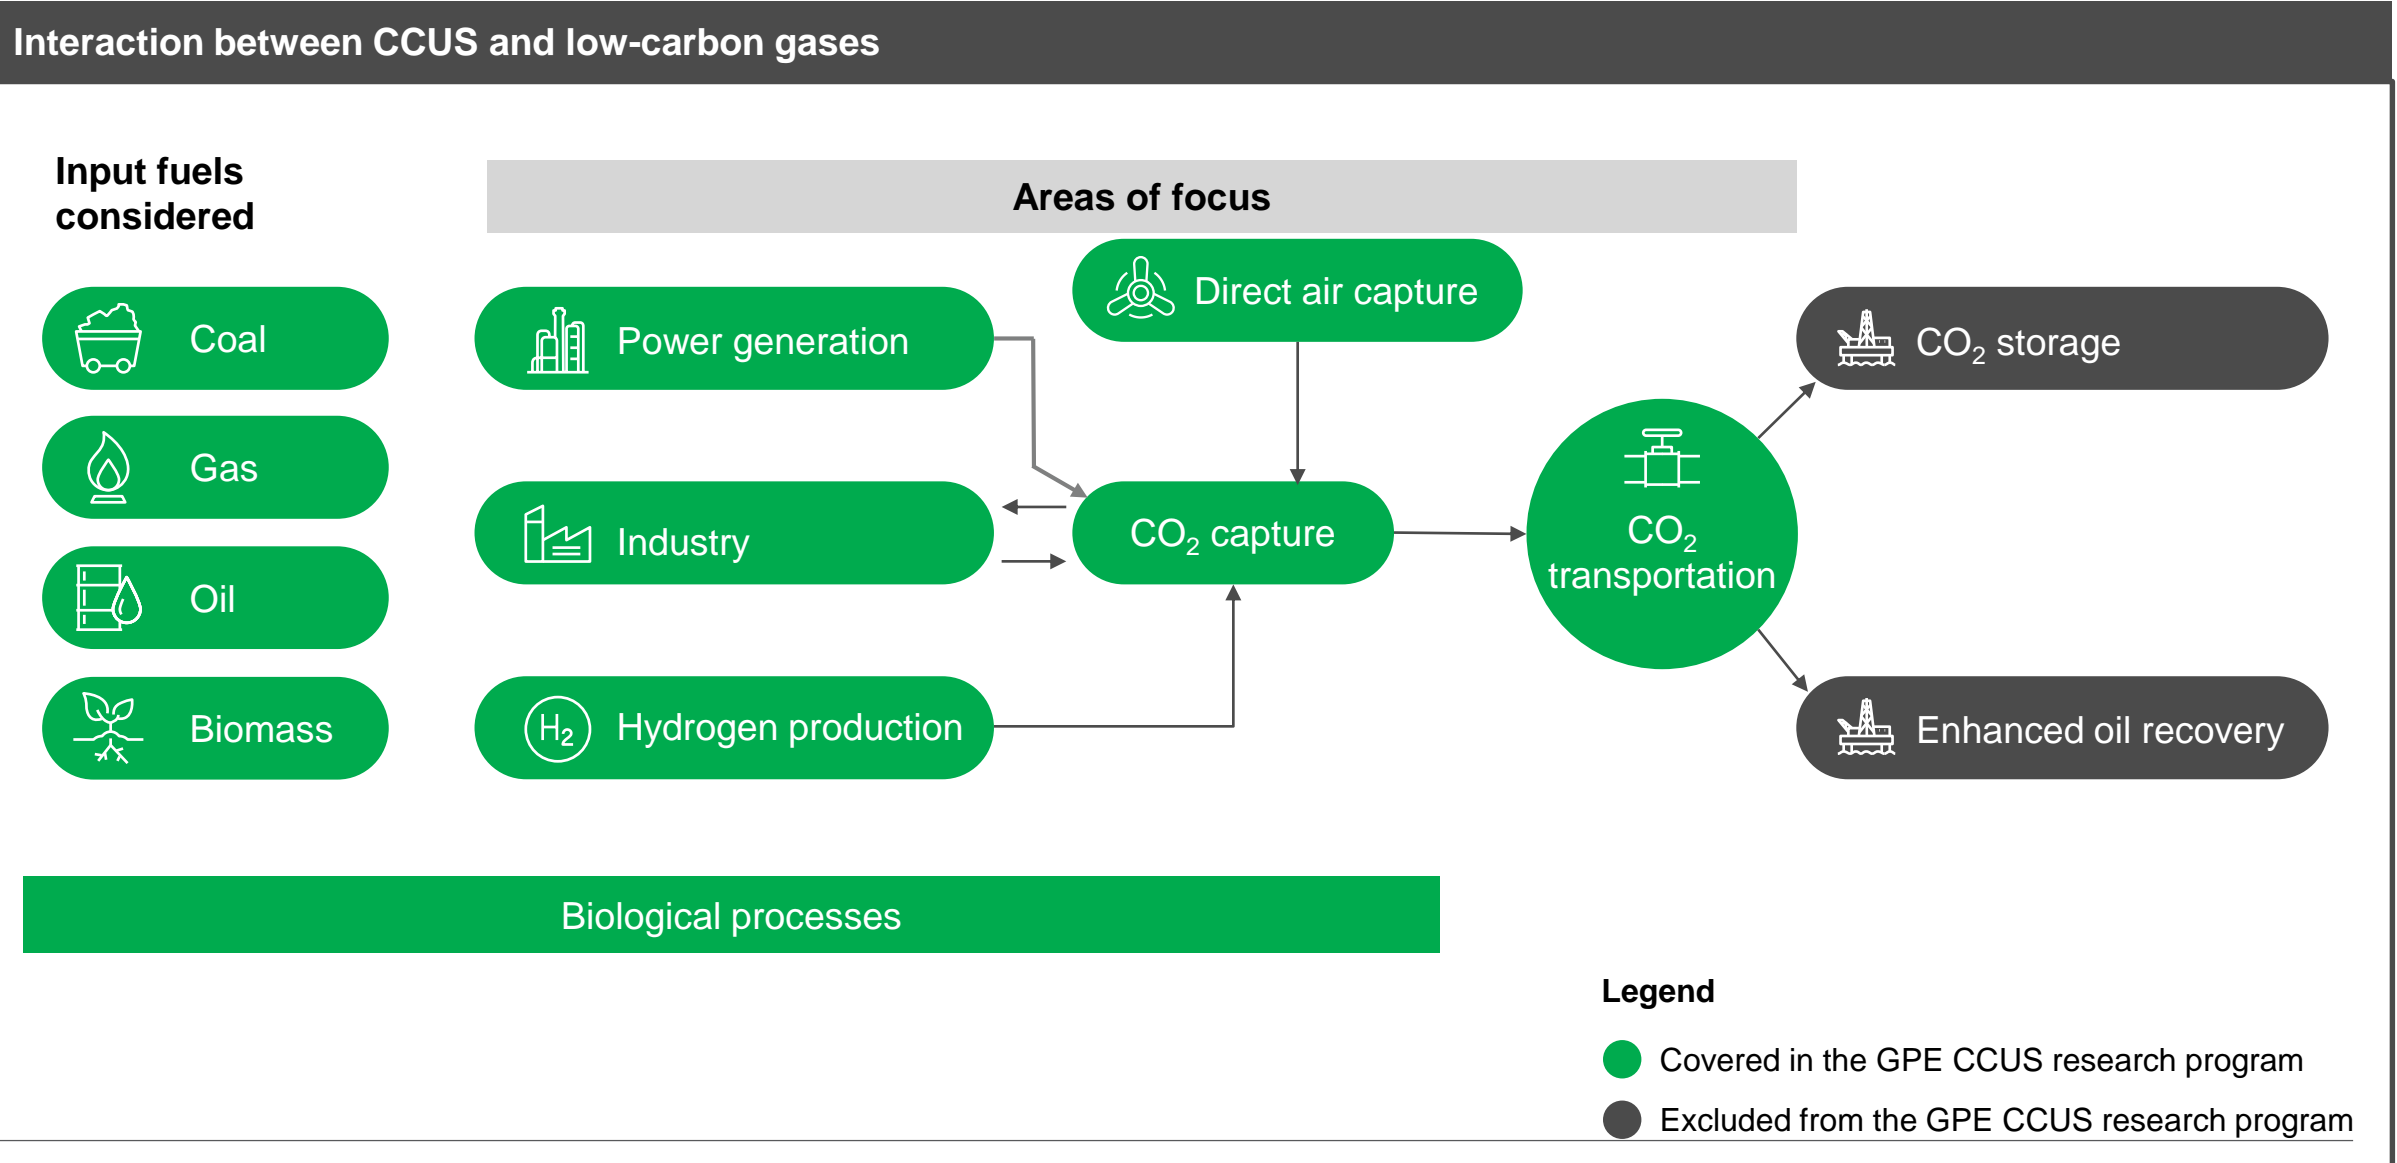 Interaction between CCUS and low-carbon gases
Input fuels
considered
Areas of focus
Coal
Gas
Oil
Biomass
Power generation
Industry
H₂
Hydrogen production
Direct air capture
CO₂ capture
CO₂
transportation
CO₂ storage
Enhanced oil recovery
Biological processes
Legend
Covered in the GPE CCUS research program
Excluded from the GPE CCUS research program